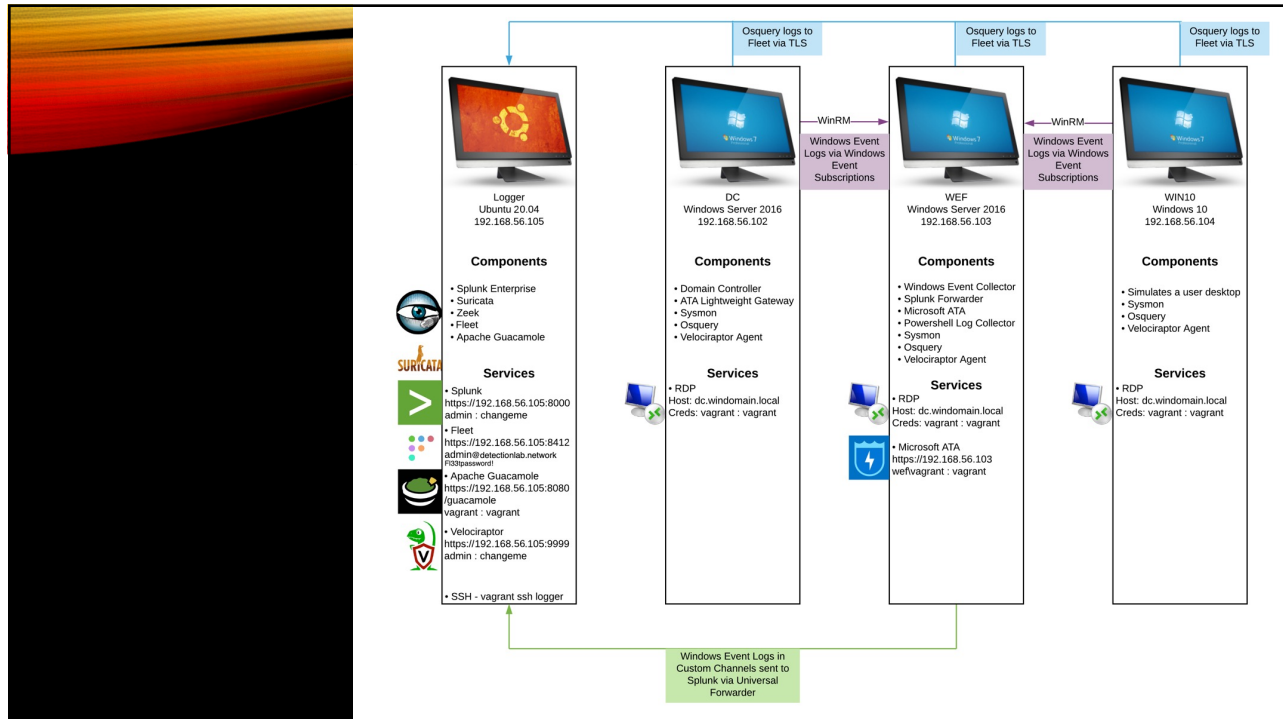 Osquery logs to
Fleet via TLS
Osquery logs to
Fleet via TLS
Osquery logs to
Fleet via TLS
WinRM
Windows Event
Logs via Windows
Event
Subscriptions
WinRM
Windows Event
Logs via Windows
Event
Subscriptions
Logger
Ubuntu 20.04
192.168.56.105
Components
• Splunk Enterprise
• Suricata
• Zeek
• Fleet
• Apache Guacamole
SURICATA
Services
• Splunk
https://192.168.56.105:8000
admin : changeme
• Fleet
https://192.168.56.105:8412
admin@detectionlab.network
Fl33tpassword!
• Apache Guacamole
https://192.168.56.105:8080
/guacamole
vagrant : vagrant
• Velociraptor
https://192.168.56.105:9999
admin : changeme
V
• SSH - vagrant ssh logger
Windows 7
DC
Windows Server 2016
192.168.56.102
Components
• Domain Controller
• ATA Lightweight Gateway
• Sysmon
• Osquery
• Velociraptor Agent
Services
• RDP
Host: dc.windomain.local
Creds: vagrant : vagrant
Windows 7
WEF
Windows Server 2016
192.168.56.103
Components
• Windows Event Collector
• Splunk Forwarder
• Microsoft ATA
• Powershell Log Collector
• Sysmon
• Osquery
• Velociraptor Agent
Services
• RDP
Host: dc.windomain.local
Creds: vagrant : vagrant
• Microsoft ATA
https://192.168.56.103
wef\vagrant : vagrant
Windows 7
WIN10
Windows 10
192.168.56.104
Components
• Simulates a user desktop
• Sysmon
• Osquery
• Velociraptor Agent
Services
• RDP
Host: dc.windomain.local
Creds: vagrant : vagrant
Windows Event Logs in
Custom Channels sent to
Splunk via Universal
Forwarder